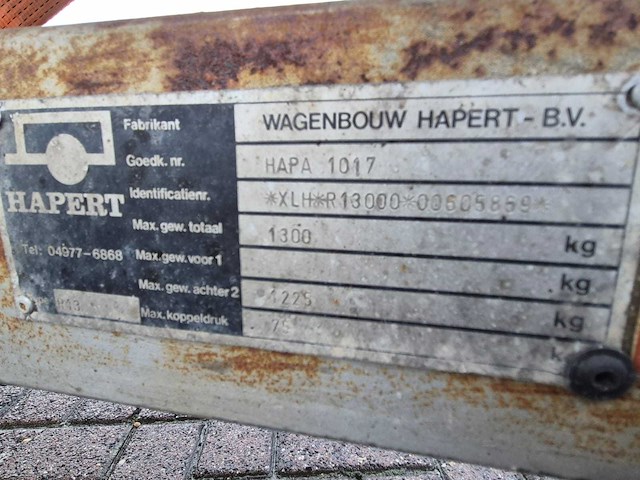 Fabrikant WAGENBOUW HAPERT - B.V.
Goedk. nr. HAPA 1017
Identificatienr. *XLH*R13000*00605869*
HAPERT
Max. gew. totaal 1300 kg
Tel: 04977-6868
Max. gew. voor 1 kg
Max. gew. achter 2 1225 kg
Max. koppeldruk 75 k